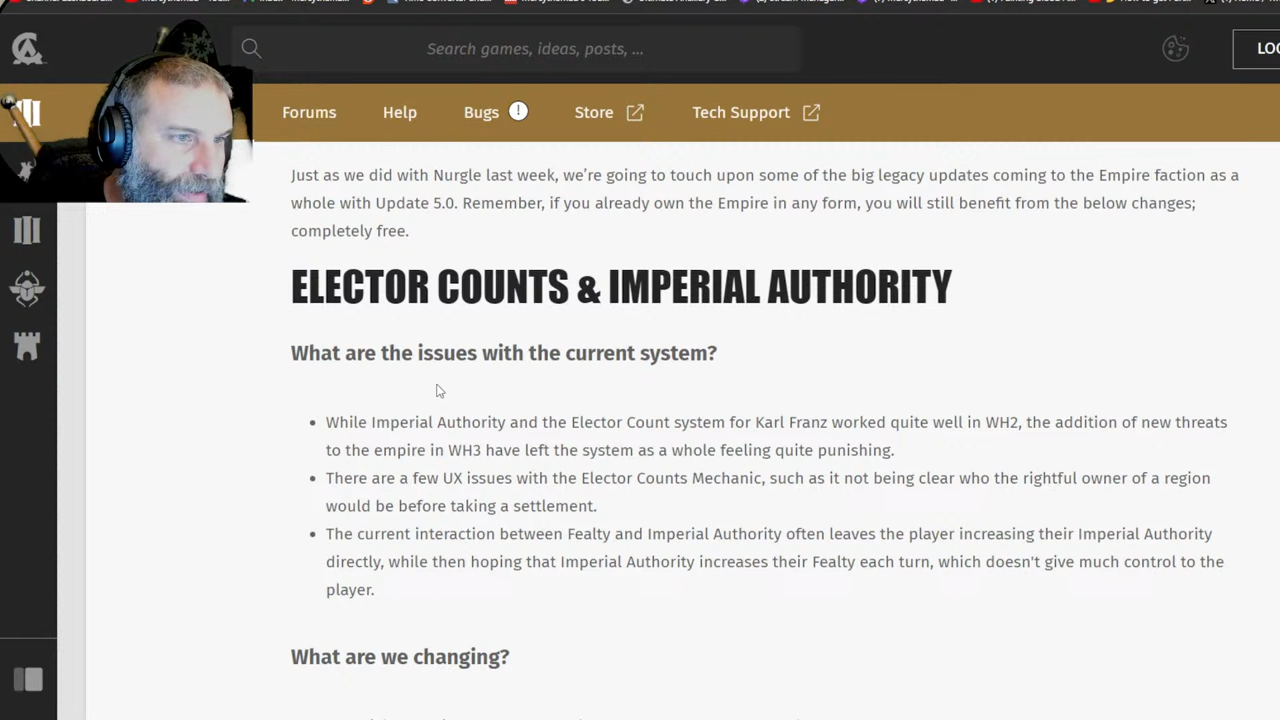 Search games, ideas, posts, ...
LOG
Forums Help Bugs ! Store Tech Support
Just as we did with Nurgle last week, we're going to touch upon some of the big legacy updates coming to the Empire faction as a
whole with Update 5.0. Remember, if you already own the Empire in any form, you will still benefit from the below changes;
completely free.
ELECTOR COUNTS & IMPERIAL AUTHORITY
What are the issues with the current system?
• While Imperial Authority and the Elector Count system for Karl Franz worked quite well in WH2, the addition of new threats
to the empire in WH3 have left the system as a whole feeling quite punishing.
• There are a few UX issues with the Elector Counts Mechanic, such as it not being clear who the rightful owner of a region
would be before taking a settlement.
• The current interaction between Fealty and Imperial Authority often leaves the player increasing their Imperial Authority
directly, while then hoping that Imperial Authority increases their Fealty each turn, which doesn't give much control to the
player.
What are we changing?